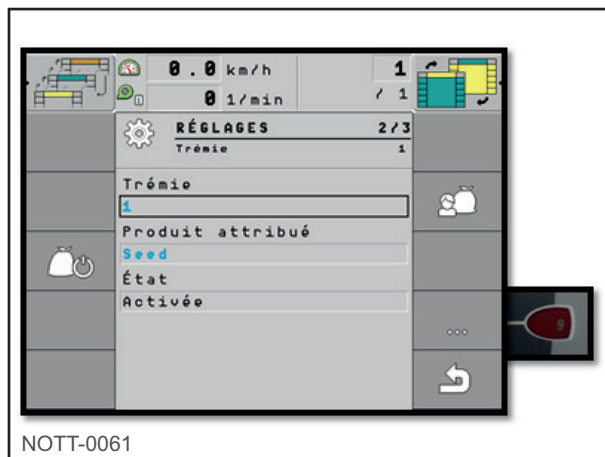 0.0 km/h
1
0 1/min
/ 1
RÉGLAGES 2/3
Trémie 1
Trémie
1
Produit attribué
Seed
État
Activée
...
9
NOTT-0061